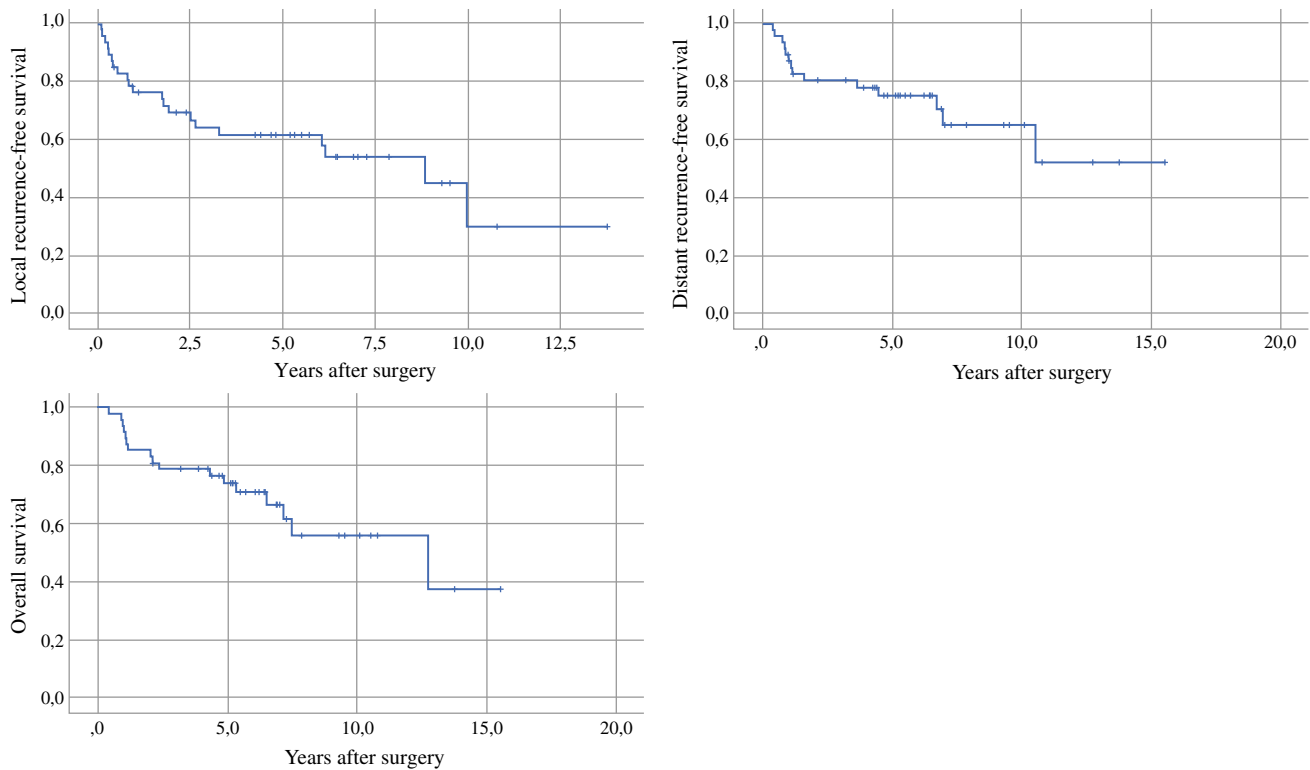 Local recurrence-free survival
1,0
0,8
0,6
0,4
0,2
0,0
,0 2,5 5,0 7,5 10,0 12,5
Years after surgery
Distant recurrence-free survival
1,0
0,8
0,6
0,4
0,2
0,0
,0 5,0 10,0 15,0 20,0
Years after surgery
Overall survival
1,0
0,8
0,6
0,4
0,2
0,0
,0 5,0 10,0 15,0 20,0
Years after surgery